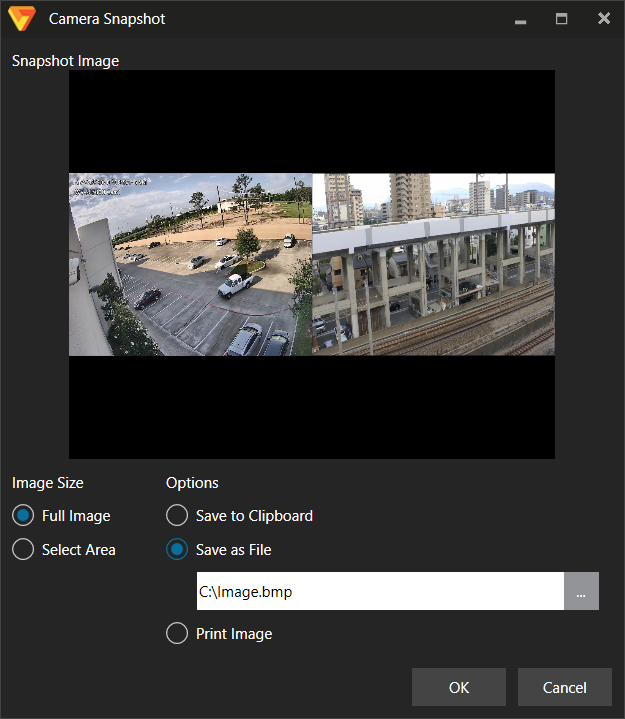 Camera Snapshot
Snapshot Image
Image Size
Options
Full Image
Save to Clipboard
Select Area
Save as File
C:\Image.bmp
...
Print Image
OK
Cancel